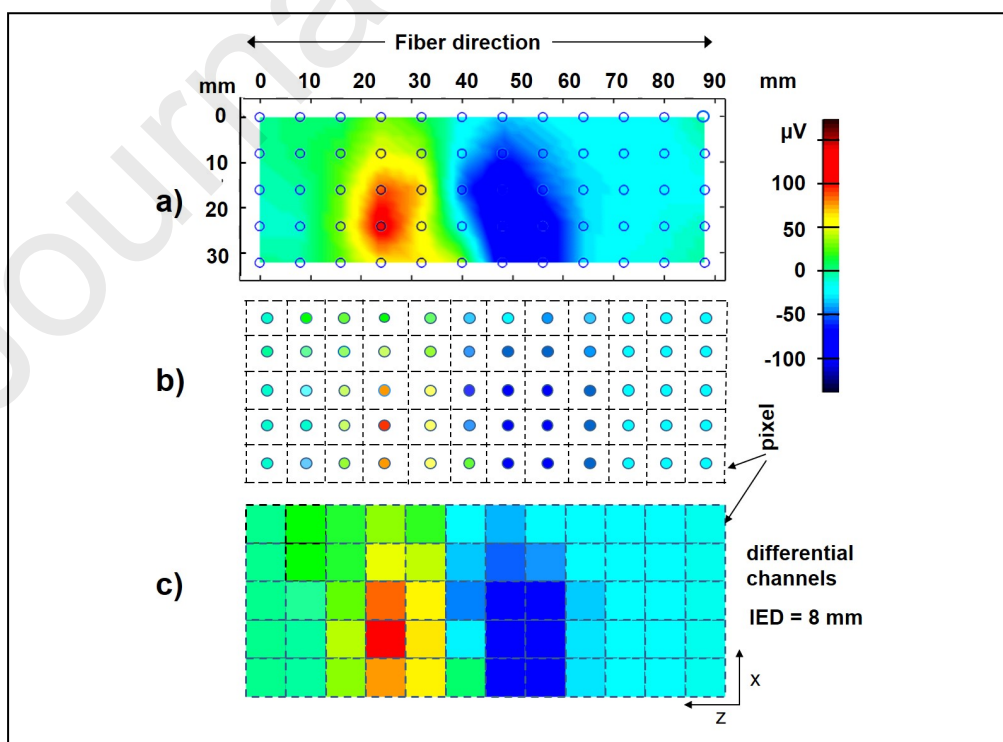 Journa
Fiber direction
mm 0 10 20 30 40 50 60 70 80 90 mm
0
10
20
30
a)
µV
100
50
0
-50
-100
b)
pixel
c)
differential
channels
IED = 8 mm
x
z